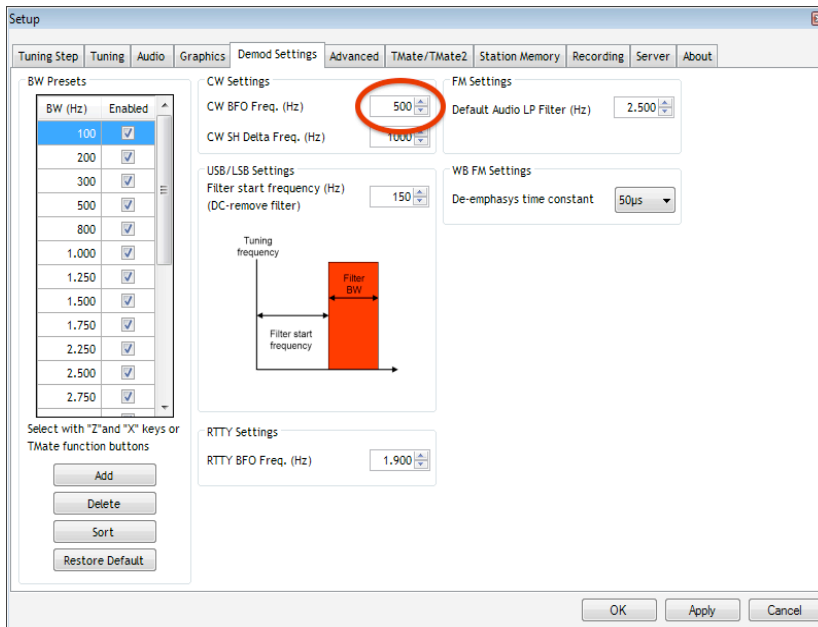 Setup
Tuning Step Tuning Audio Graphics Demod Settings Advanced TMate/TMate2 Station Memory Recording Server About
BW Presets
BW (Hz) Enabled
100
200
300
500
800
1.000
1.250
1.500
1.750
2.250
2.500
2.750
Select with "Z"and "X" keys or
TMate function buttons
Add
Delete
Sort
Restore Default
CW Settings
CW BFO Freq. (Hz) 500
CW SH Delta Freq. (Hz) 1000
USB/LSB Settings
Filter start frequency (Hz)
(DC-remove filter) 150
Tuning
frequency
Filter
BW
Filter start
frequency
RTTY Settings
RTTY BFO Freq. (Hz) 1.900
FM Settings
Default Audio LP Filter (Hz) 2.500
WB FM Settings
De-emphasys time constant 50µs
OK Apply Cancel